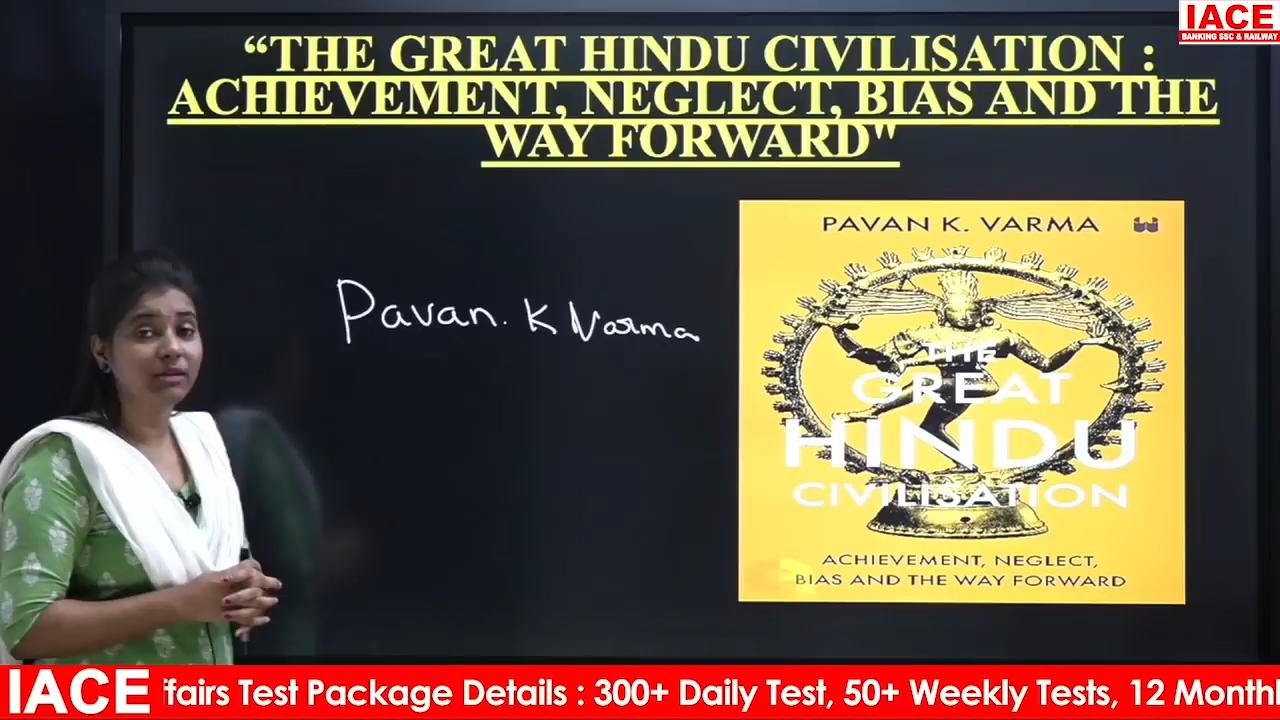 IACE
BANKING SSC & RAILWAY
“THE GREAT HINDU CIVILISATION :
ACHIEVEMENT, NEGLECT, BIAS AND THE
WAY FORWARD"
Pavan. K Varma
PAVAN K. VARMA
THE
GREAT
HINDU
CIVILISATION
ACHIEVEMENT, NEGLECT,
BIAS AND THE WAY FORWARD
IACE
ffairs Test Package Details : 300+ Daily Test, 50+ Weekly Tests, 12 Monthl